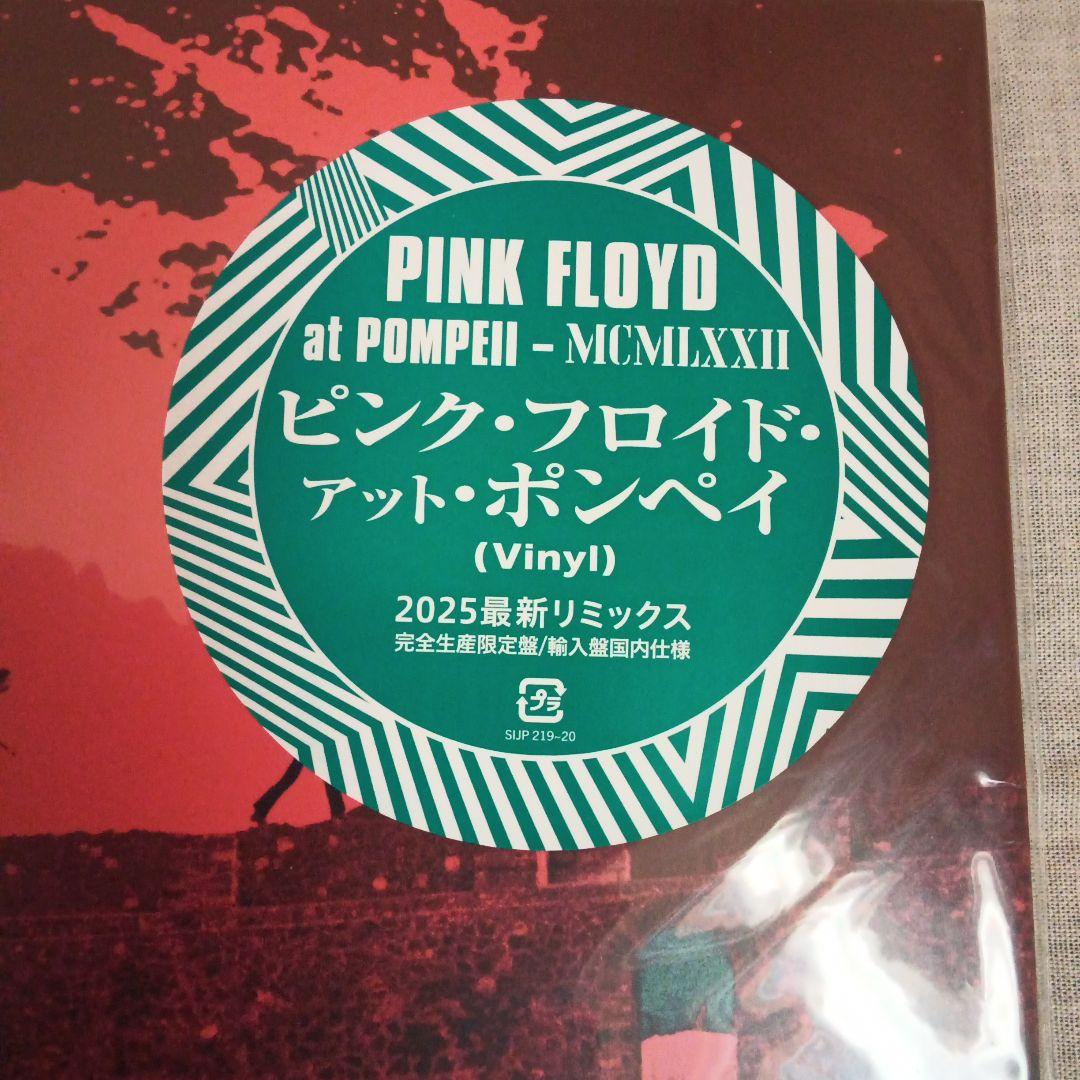 PINK FLOYD
at POMPEII – MCMLXXII
ピンク・フロイド・
アット・ポンペイ
(Vinyl)
2025最新リミックス
完全生産限定盤/輸入盤国内仕様
プラ
SIJP 219~20